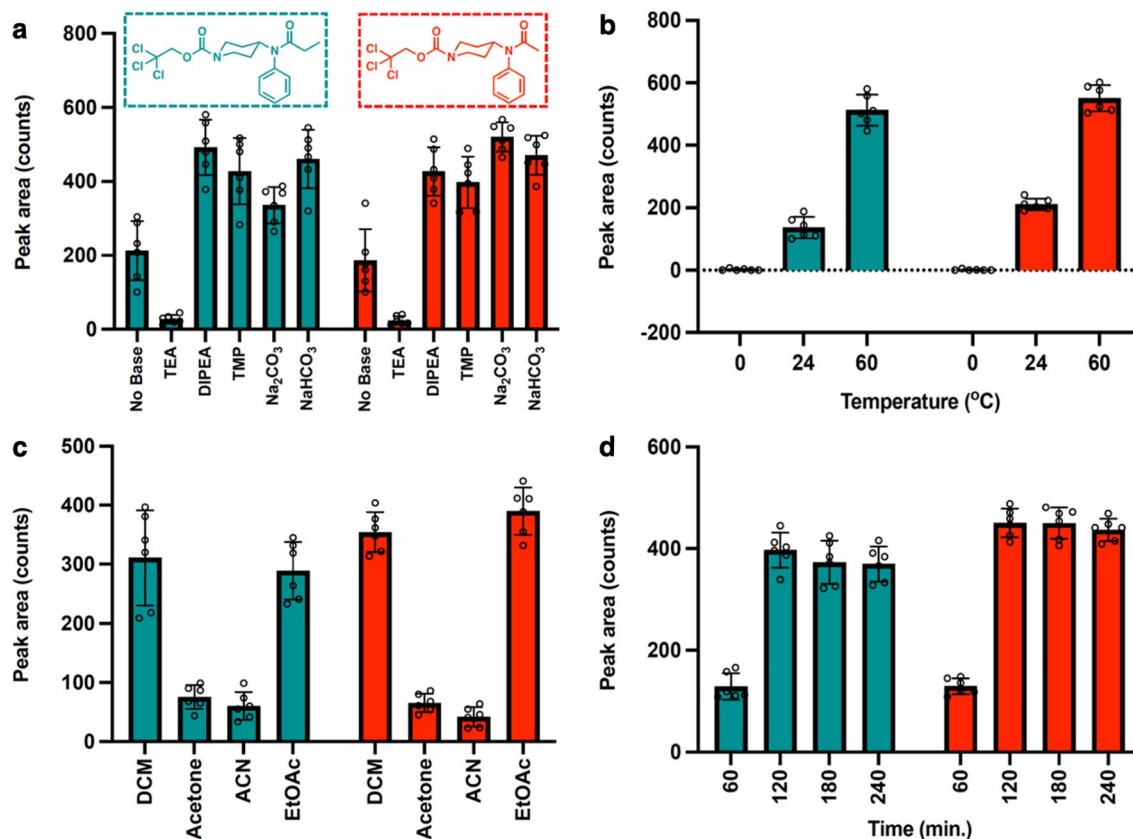 a
800
600
400
200
0
Peak area (counts)
Cl
Cl
Cl
O
O
N
N
O
Cl
Cl
Cl
O
O
N
N
O
No Base
TEA
DIPEA
TMP
Na₂CO₃
NaHCO₃
No Base
TEA
DIPEA
TMP
Na₂CO₃
NaHCO₃
b
800
600
400
200
0
-200
Peak area (counts)
0 24 60 0 24 60
Temperature (°C)
c
500
400
300
200
100
0
Peak area (counts)
DCM
Acetone
ACN
EtOAc
DCM
Acetone
ACN
EtOAc
d
600
400
200
0
Peak area (counts)
60
120
180
240
60
120
180
240
Time (min.)